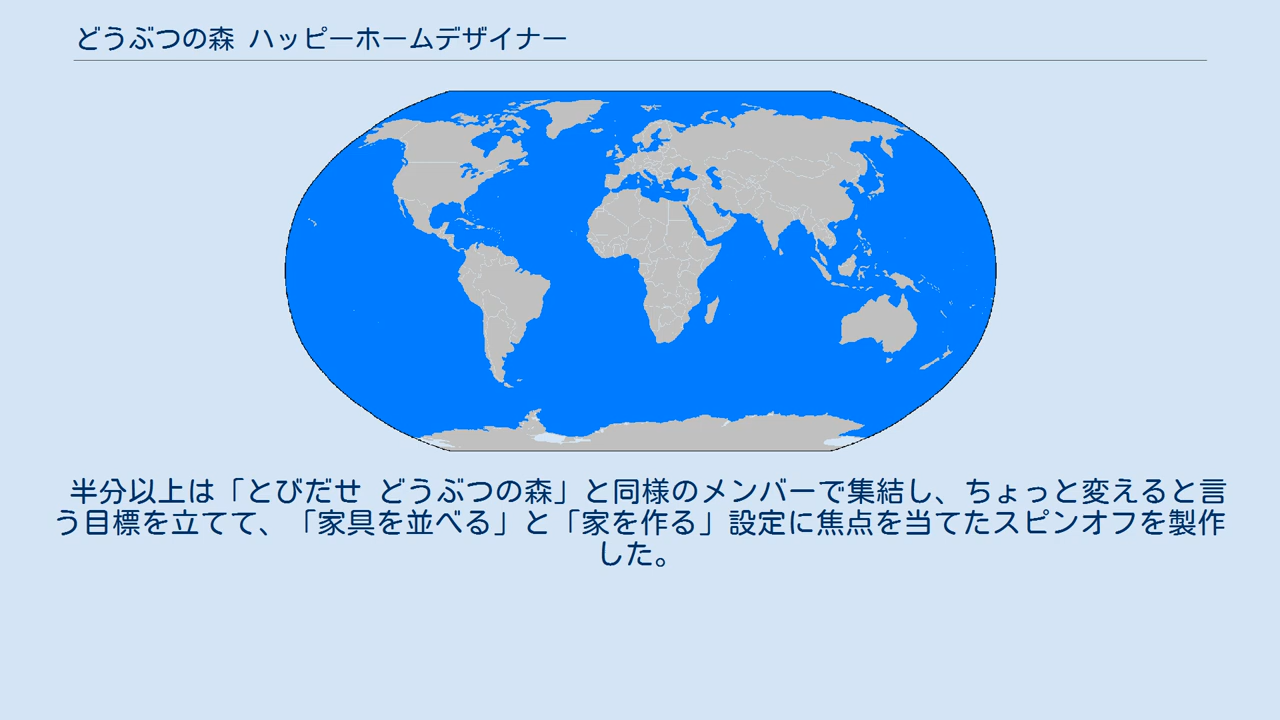 どうぶつの森 ハッピーホームデザイナー
半分以上は「とびだせ どうぶつの森」と同様のメンバーで集結し、ちょっと変えると言
う目標を立てて、「家具を並べる」と「家を作る」設定に焦点を当てたスピンオフを製作
した。